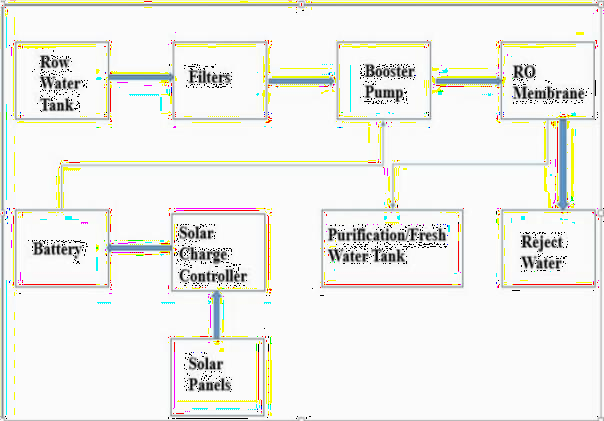 Row
Water
Tank
Filters
Booster
Pump
RO
Membrane
Battery
Solar
Charge
Controller
Purification/Fresh
Water Tank
Reject
Water
Solar
Panels